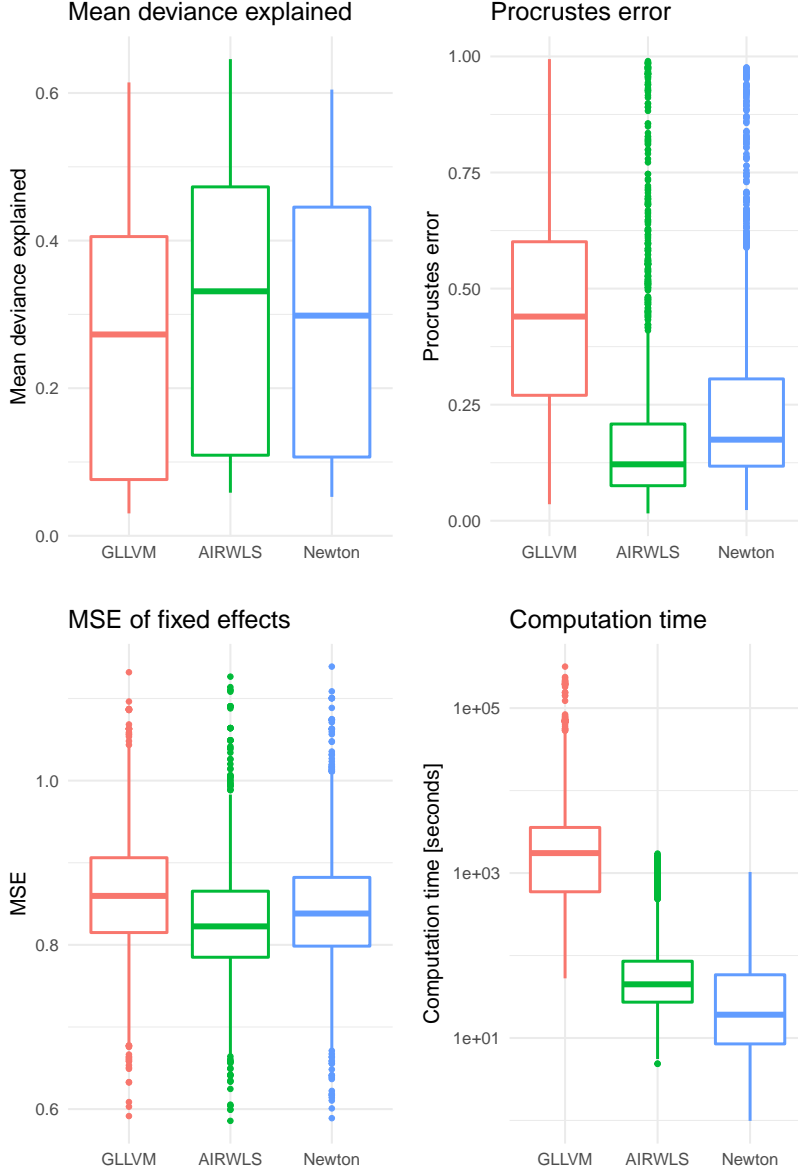 Mean deviance explained
Mean deviance explained
0.6
0.4
0.2
0.0
GLLVM AIRWLS Newton
Procrustes error
Procrustes error
1.00
0.75
0.50
0.25
0.00
GLLVM AIRWLS Newton
MSE of fixed effects
MSE
1.0
0.8
0.6
GLLVM AIRWLS Newton
Computation time
Computation time [seconds]
1e+05
1e+03
1e+01
GLLVM AIRWLS Newton